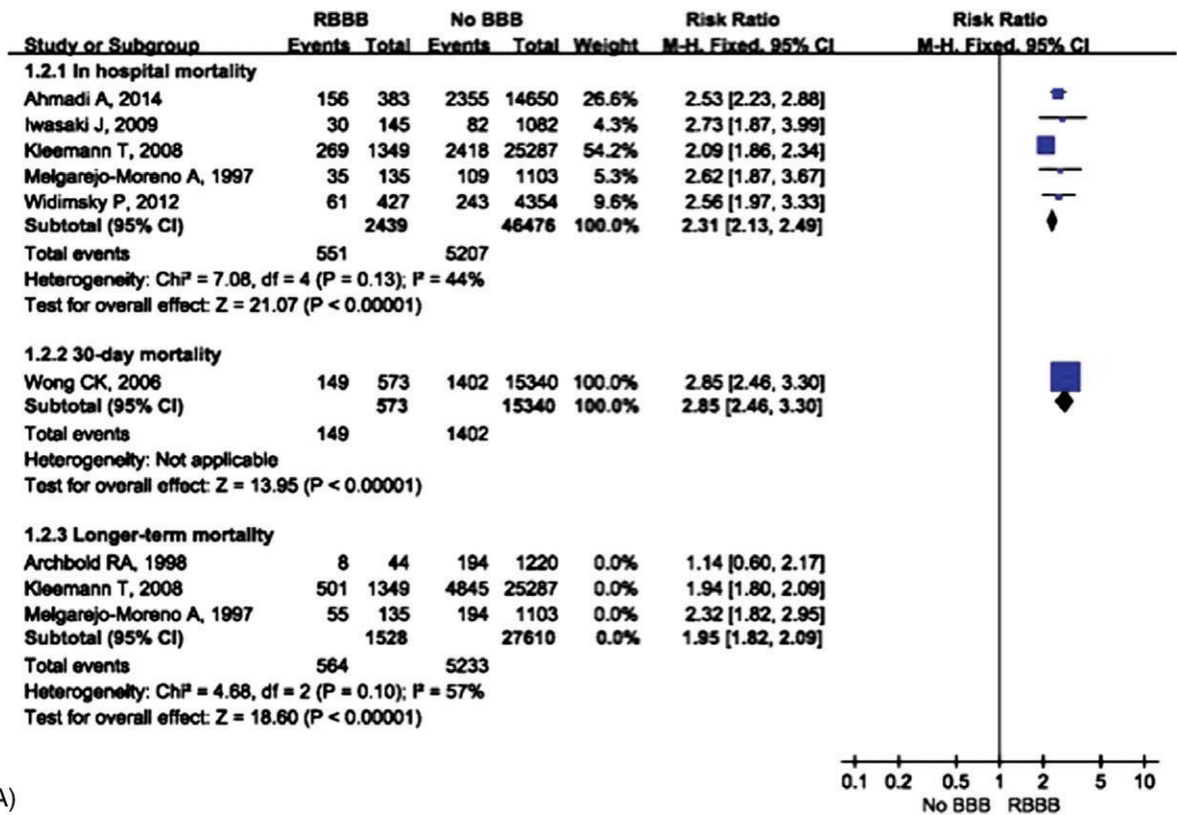 RBBB No BBB Risk Ratio Risk Ratio
Study or Subgroup Events Total Events Total Weight M-H. Fixed. 95% CI M-H. Fixed. 95% CI
1.2.1 In hospital mortality
Ahmadi A, 2014 156 383 2355 14650 26.6% 2.53 [2.23, 2.88]
Iwasaki J, 2009 30 145 82 1082 4.3% 2.73 [1.87, 3.99]
Kleemann T, 2008 269 1349 2418 25287 54.2% 2.09 [1.86, 2.34]
Melgarejo-Moreno A, 1997 35 135 109 1103 5.3% 2.62 [1.87, 3.67]
Widimsky P, 2012 61 427 243 4354 9.6% 2.56 [1.97, 3.33]
Subtotal (95% CI) 2439 46476 100.0% 2.31 [2.13, 2.49]
Total events 551 5207
Heterogeneity: Chi² = 7.08, df = 4 (P = 0.13); I² = 44%
Test for overall effect: Z = 21.07 (P < 0.00001)
1.2.2 30-day mortality
Wong CK, 2006 149 573 1402 15340 100.0% 2.85 [2.46, 3.30]
Subtotal (95% CI) 573 15340 100.0% 2.85 [2.46, 3.30]
Total events 149 1402
Heterogeneity: Not applicable
Test for overall effect: Z = 13.95 (P < 0.00001)
1.2.3 Longer-term mortality
Archbold RA, 1998 8 44 194 1220 0.0% 1.14 [0.60, 2.17]
Kleemann T, 2008 501 1349 4845 25287 0.0% 1.94 [1.80, 2.09]
Melgarejo-Moreno A, 1997 55 135 194 1103 0.0% 2.32 [1.82, 2.95]
Subtotal (95% CI) 1528 27610 0.0% 1.95 [1.82, 2.09]
Total events 564 5233
Heterogeneity: Chi² = 4.68, df = 2 (P = 0.10); I² = 57%
Test for overall effect: Z = 18.60 (P < 0.00001)
0.1 0.2 0.5 1 2 5 10
No BBB RBBB
A)